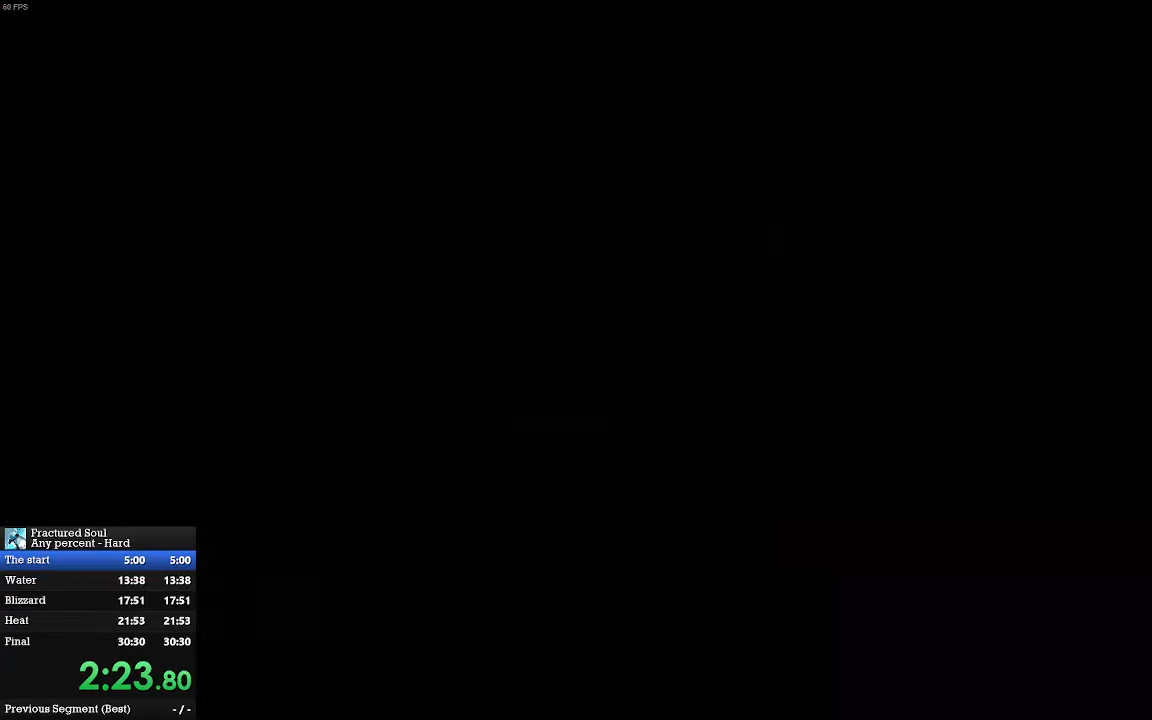 60 FPS
Fractured Soul
Any percent - Hard
The start 5:00 5:00
Water 13:38 13:38
Blizzard 17:51 17:51
Heat 21:53 21:53
Final 30:30 30:30
2:23.80
Previous Segment (Best) - / -